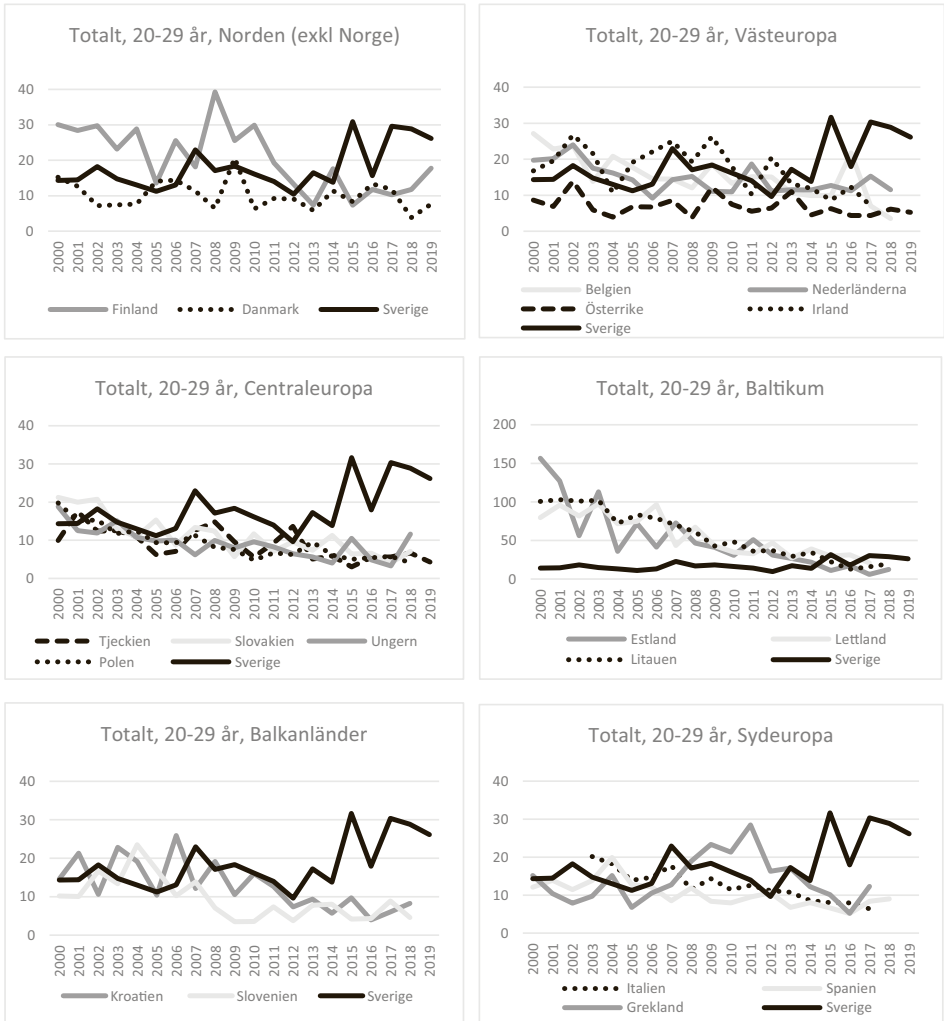 Totalt, 20-29 år, Norden (exkl Norge)
40
30
20
10
0
2000 2001 2002 2003 2004 2005 2006 2007 2008 2009 2010 2011 2012 2013 2014 2015 2016 2017 2018 2019
Finland Danmark Sverige
Totalt, 20-29 år, Västeuropa
40
30
20
10
0
2000 2001 2002 2003 2004 2005 2006 2007 2008 2009 2010 2011 2012 2013 2014 2015 2016 2017 2018 2019
Belgien Nederländerna
Österrike Irland
Sverige
Totalt, 20-29 år, Centraleuropa
40
30
20
10
0
2000 2001 2002 2003 2004 2005 2006 2007 2008 2009 2010 2011 2012 2013 2014 2015 2016 2017 2018 2019
Tjeckien Slovakien Ungern
Polen Sverige
Totalt, 20-29 år, Baltikum
200
150
100
50
0
2000 2001 2002 2003 2004 2005 2006 2007 2008 2009 2010 2011 2012 2013 2014 2015 2016 2017 2018 2019
Estland Lettland
Litauen Sverige
Totalt, 20-29 år, Balkanländer
40
30
20
10
0
2000 2001 2002 2003 2004 2005 2006 2007 2008 2009 2010 2011 2012 2013 2014 2015 2016 2017 2018 2019
Kroatien Slovenien Sverige
Totalt, 20-29 år, Sydeuropa
40
30
20
10
0
2000 2001 2002 2003 2004 2005 2006 2007 2008 2009 2010 2011 2012 2013 2014 2015 2016 2017 2018 2019
Italien Spanien
Grekland Sverige